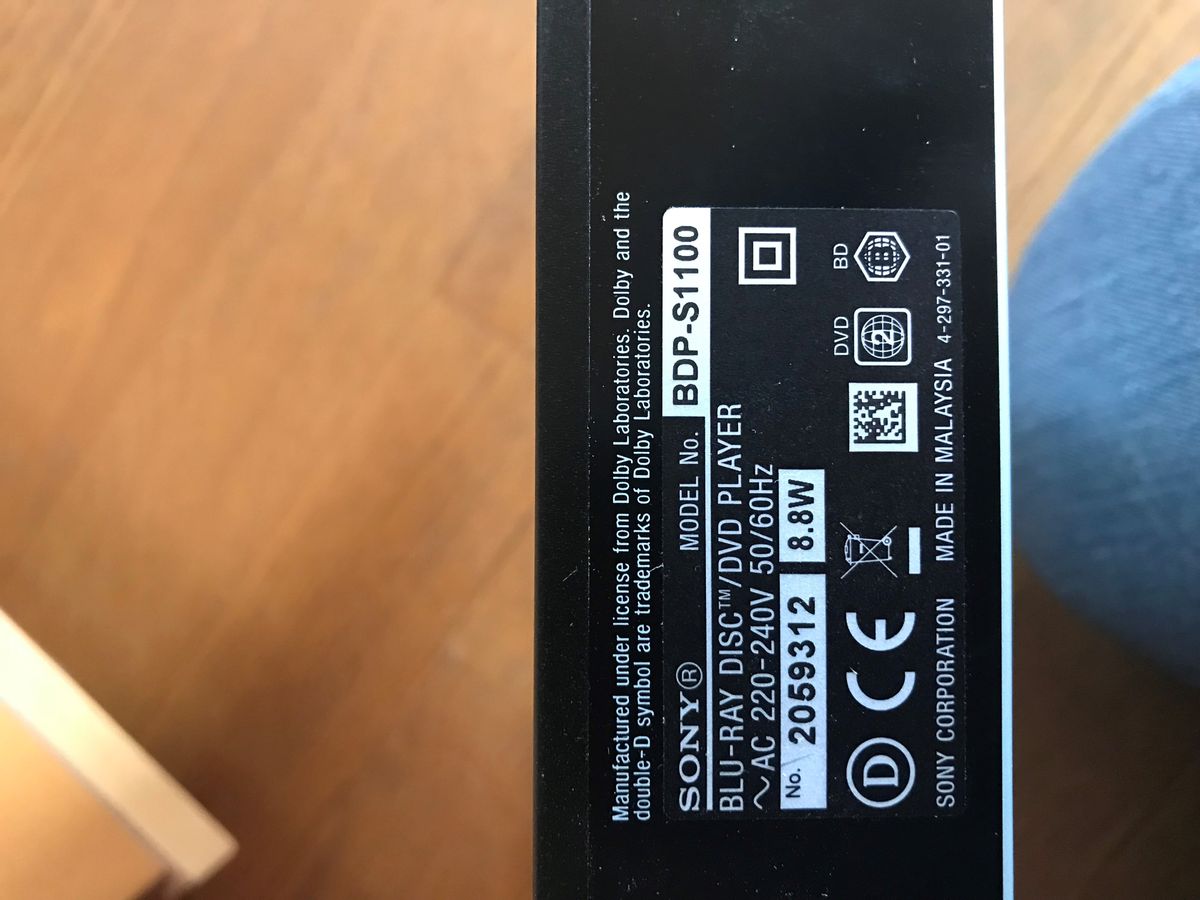 Manufactured under license from Dolby Laboratories. Dolby and the
double-D symbol are trademarks of Dolby Laboratories.
SONY® MODEL No. BDP-S1100
BLU-RAY DISC™/DVD PLAYER
~AC 220-240V 50/60Hz
No. 2059312 8.8W
DVD BD
D CE 2
SONY CORPORATION MADE IN MALAYSIA 4-297-331-01